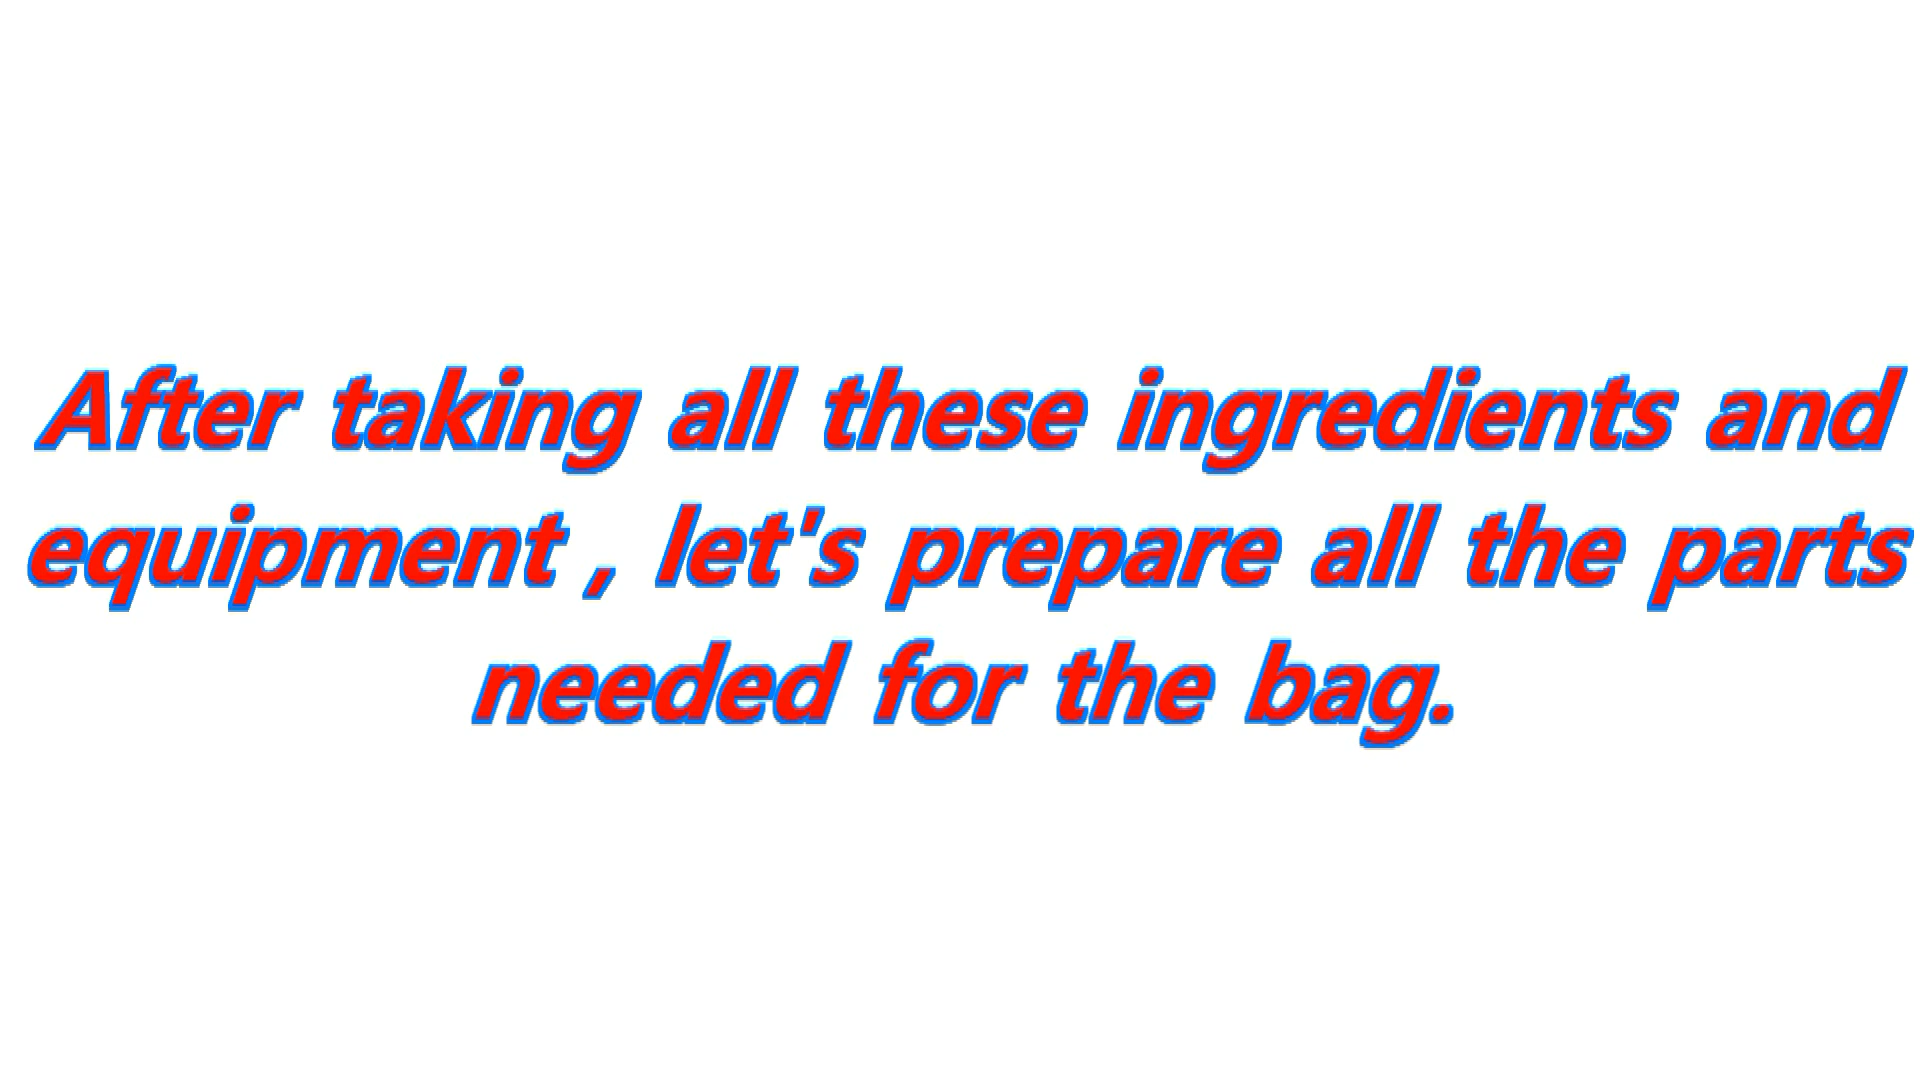 After taking all these ingredients and
equipment , let's prepare all the parts
needed for the bag.